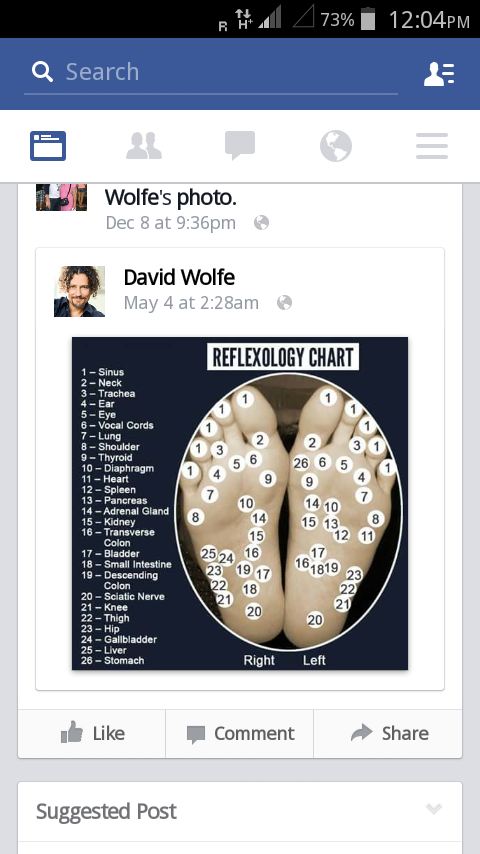 R H+ 73% 12:04PM
Search
Wolfe's photo.
Dec 8 at 9:36pm
David Wolfe
May 4 at 2:28am
REFLEXOLOGY CHART
1 – Sinus
2 – Neck
3 – Trachea
4 – Ear
5 – Eye
6 – Vocal Cords
7 – Lung
8 – Shoulder
9 – Thyroid
10 – Diaphragm
11 – Heart
12 – Spleen
13 – Pancreas
14 – Adrenal Gland
15 – Kidney
16 – Transverse
Colon
17 – Bladder
18 – Small Intestine
19 – Descending
Colon
20 – Sciatic Nerve
21 – Knee
22 – Thigh
23 – Hip
24 – Gallbladder
25 – Liver
26 – Stomach
1 1
1 1
1 1
2 2
1 3 3 1
5 6 26 6 5
1 4 4 1
9 9
7 7
10 14 10
8 14 15 13 8
15 12 11
25 24 16 17
23 19 17 16 18 19 23
22 18 22
21 21
20 20
Right Left
Like Comment Share
Suggested Post